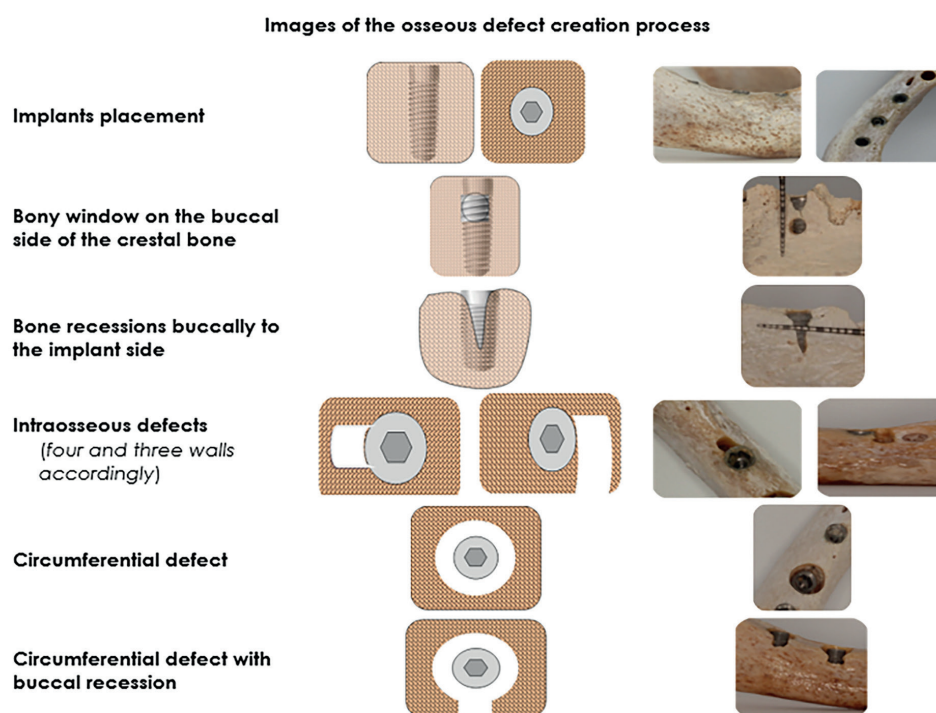 Images of the osseous defect creation process
Implants placement
Bony window on the buccal
side of the crestal bone
Bone recessions buccally to
the implant side
Intraosseous defects
(four and three walls
accordingly)
Circumferential defect
Circumferential defect with
buccal recession